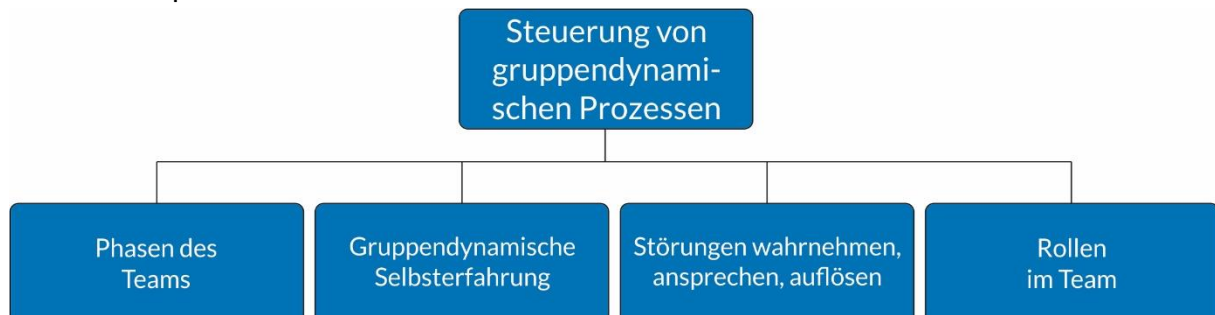 Steuerung von
gruppendynami-
schen Prozessen
Phasen des
Teams
Gruppendynamische
Selbsterfahrung
Störungen wahrnehmen,
ansprechen, auflösen
Rollen
im Team